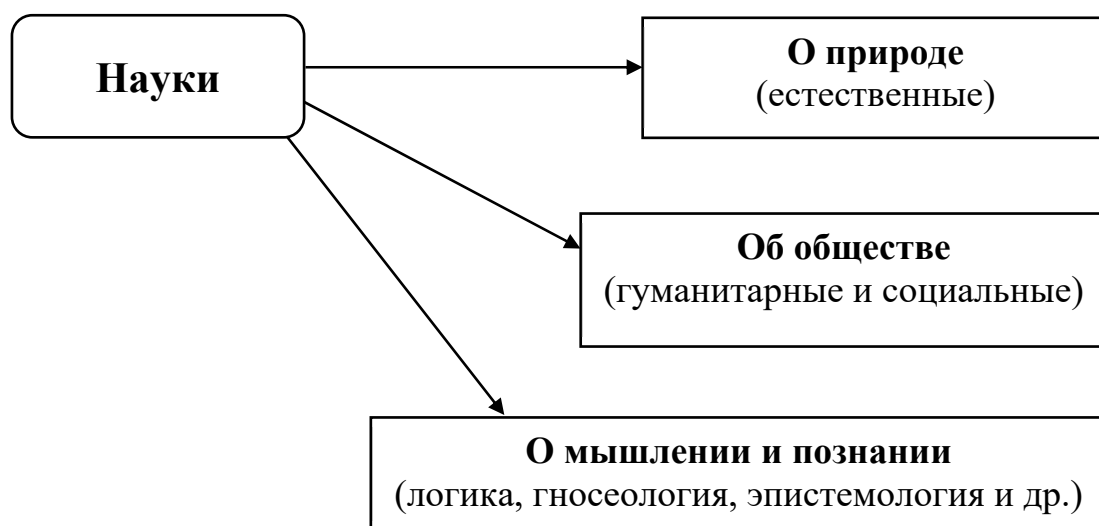 Науки
О природе
(естественные)
Об обществе
(гуманитарные и социальные)
О мышлении и познании
(логика, гносеология, эпистемология и др.)